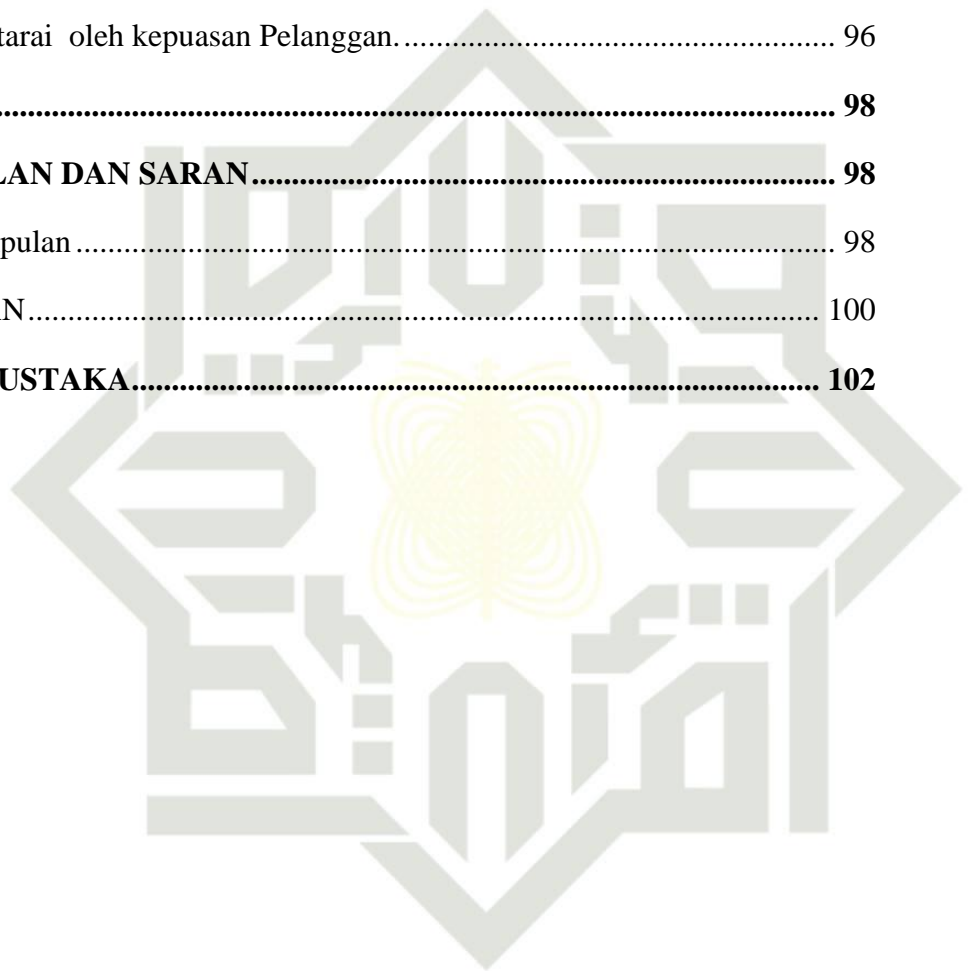 tarai oleh kepuasan Pelanggan. ........................................................ 96
........................................................................................................ 98
LAN DAN SARAN ......................................................................... 98
pulan ............................................................................................... 98
N .................................................................................................... 100
USTAKA ...................................................................................... 102